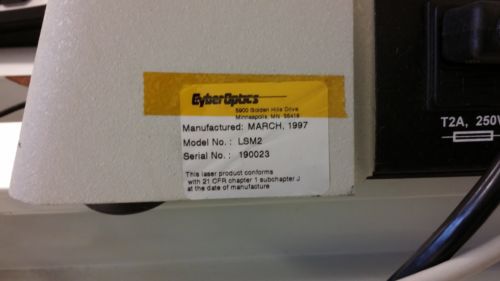 CyberOptics
5900 Golden Hills Drive
Minneapolis, MN 55416
Manufactured: MARCH, 1997
Model No.: LSM2
Serial No.: 190023
This laser product conforms
with 21 CFR chapter 1 subchapter J
at the date of manufacture
T2A, 250V